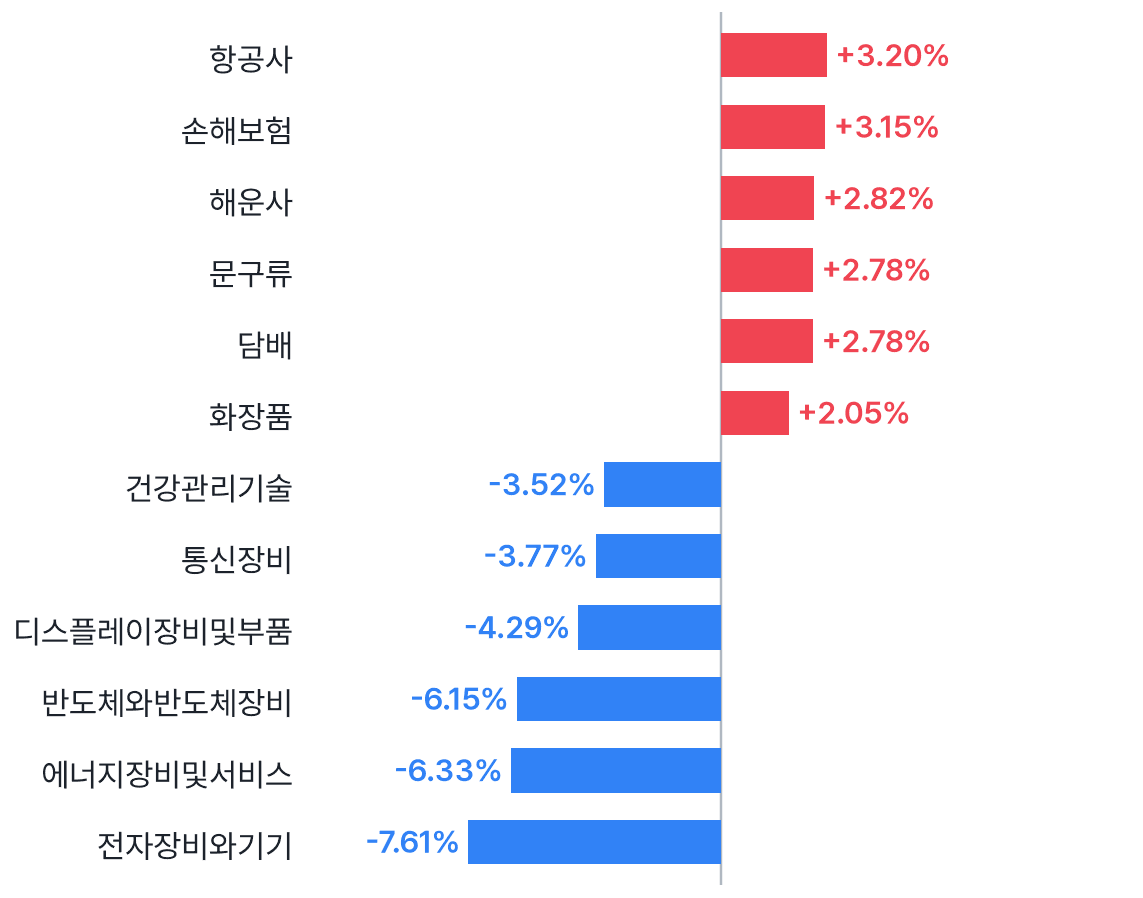 항공사 +3.20%
손해보험 +3.15%
해운사 +2.82%
문구류 +2.78%
담배 +2.78%
화장품 +2.05%
건강관리기술 -3.52%
통신장비 -3.77%
디스플레이장비및부품 -4.29%
반도체와반도체장비 -6.15%
에너지장비및서비스 -6.33%
전자장비와기기 -7.61%